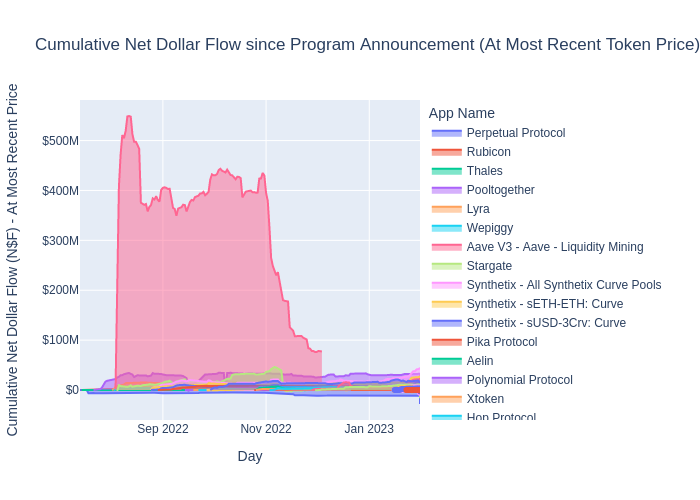 Cumulative Net Dollar Flow since Program Announcement (At Most Recent Token Price)
Cumulative Net Dollar Flow (N$F) - At Most Recent Price
$500M
$400M
$300M
$200M
$100M
$0
Sep 2022
Nov 2022
Jan 2023
Day
App Name
Perpetual Protocol
Rubicon
Thales
Pooltogether
Lyra
Wepiggy
Aave V3 - Aave - Liquidity Mining
Stargate
Synthetix - All Synthetix Curve Pools
Synthetix - sETH-ETH: Curve
Synthetix - sUSD-3Crv: Curve
Pika Protocol
Aelin
Polynomial Protocol
Xtoken
Hop Protocol